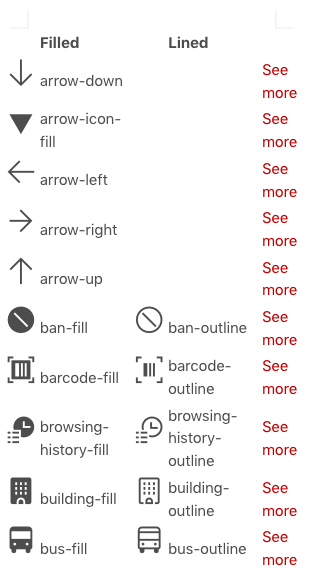 Filled Lined
arrow-down See
more
arrow-icon- See
fill more
arrow-left See
more
arrow-right See
more
arrow-up See
more
ban-fill ban-outline See
more
barcode-fill barcode- See
outline more
browsing- browsing- See
history-fill history- more
outline
building-fill building- See
outline more
bus-fill bus-outline See
more